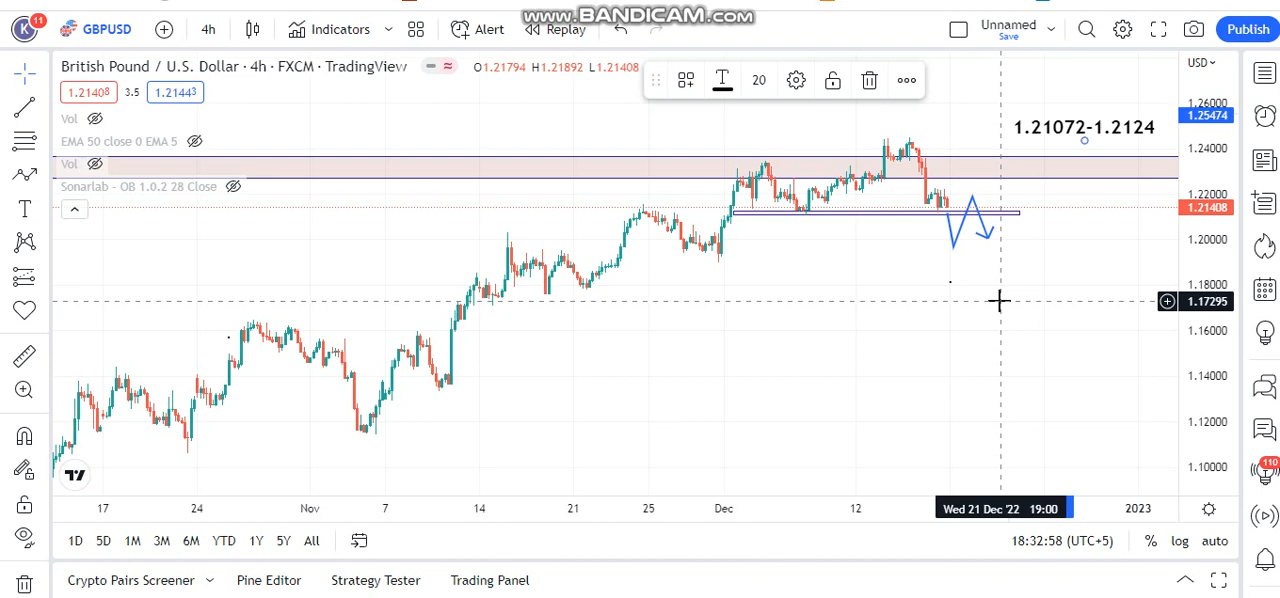 www.BANDICAM.com
K 11 GBPUSD 4h Indicators Alert Replay Unnamed Save Publish
British Pound / U.S. Dollar · 4h · FXCM · TradingView O1.21794 H1.21892 L1.21408
20
1.21408 3.5 1.21443
Vol
EMA 50 close 0 EMA 5
Vol
Sonarlab - OB 1.0.2 28 Close
1.21072-1.2124
USD
1.26000
1.25474
1.24000
1.22000
1.21408
1.20000
1.18000
1.17295
1.16000
1.14000
1.12000
1.10000
110
17 24 Nov 7 14 21 25 Dec 12 Wed 21 Dec '22 19:00 2023
1D 5D 1M 3M 6M YTD 1Y 5Y All 18:32:58 (UTC+5) % log auto
Crypto Pairs Screener Pine Editor Strategy Tester Trading Panel